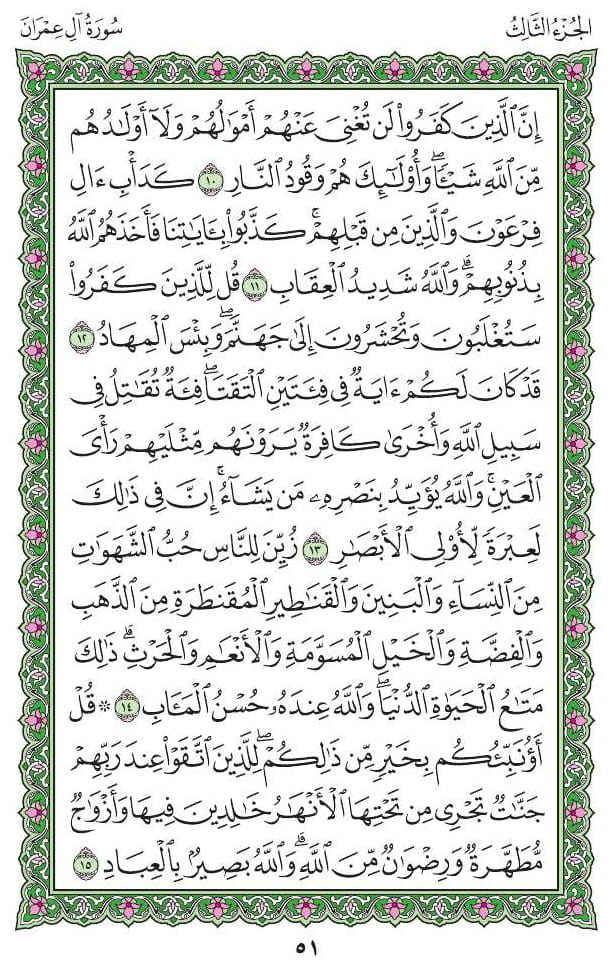 الجُزْءُ الثَّالِثُ
سُورَةُ آلِ عِمْرَانَ
إِنَّ ٱلَّذِينَ كَفَرُواْ لَن تُغْنِيَ عَنْهُمْ أَمْوَٰلُهُمْ وَلَآ أَوْلَٰدُهُم
مِّنَ ٱللَّهِ شَيْـًٔاۖ وَأُوْلَٰٓئِكَ هُمْ وَقُودُ ٱلنَّارِ ١٠ كَدَأْبِ ءَالِ
فِرْعَوْنَ وَٱلَّذِينَ مِن قَبْلِهِمْۚ كَذَّبُواْ بِـَٔايَٰتِنَا فَأَخَذَهُمُ ٱللَّهُ
بِذُنُوبِهِمْۗ وَٱللَّهُ شَدِيدُ ٱلْعِقَابِ ١١ قُل لِّلَّذِينَ كَفَرُواْ
سَتُغْلَبُونَ وَتُحْشَرُونَ إِلَىٰ جَهَنَّمَۖ وَبِئْسَ ٱلْمِهَادُ ١٢
قَدْ كَانَ لَكُمْ ءَايَةٌ فِي فِئَتَيْنِ ٱلْتَقَتَاۖ فِئَةٌ تُقَٰتِلُ فِي
سَبِيلِ ٱللَّهِ وَأُخْرَىٰ كَافِرَةٌ يَرَوْنَهُم مِّثْلَيْهِمْ رَأْيَ
ٱلْعَيْنِۚ وَٱللَّهُ يُؤَيِّدُ بِنَصْرِهِۦ مَن يَشَآءُۚ إِنَّ فِي ذَٰلِكَ
لَعِبْرَةً لِّأُوْلِي ٱلْأَبْصَٰرِ ١٣ زُيِّنَ لِلنَّاسِ حُبُّ ٱلشَّهَوَٰتِ
مِنَ ٱلنِّسَآءِ وَٱلْبَنِينَ وَٱلْقَنَٰطِيرِ ٱلْمُقَنطَرَةِ مِنَ ٱلذَّهَبِ
وَٱلْفِضَّةِ وَٱلْخَيْلِ ٱلْمُسَوَّمَةِ وَٱلْأَنْعَٰمِ وَٱلْحَرْثِۗ ذَٰلِكَ
مَتَٰعُ ٱلْحَيَوٰةِ ٱلدُّنْيَاۖ وَٱللَّهُ عِندَهُۥ حُسْنُ ٱلْمَـَٔابِ ١٤ ۞ قُلْ
أَؤُنَبِّئُكُم بِخَيْرٍ مِّن ذَٰلِكُمْۖ لِلَّذِينَ ٱتَّقَوْاْ عِندَ رَبِّهِمْ
جَنَّٰتٌ تَجْرِي مِن تَحْتِهَا ٱلْأَنْهَٰرُ خَٰلِدِينَ فِيهَا وَأَزْوَٰجٌ
مُّطَهَّرَةٌ وَرِضْوَٰنٌ مِّنَ ٱللَّهِۗ وَٱللَّهُ بَصِيرٌۢ بِٱلْعِبَادِ ١٥
٥١